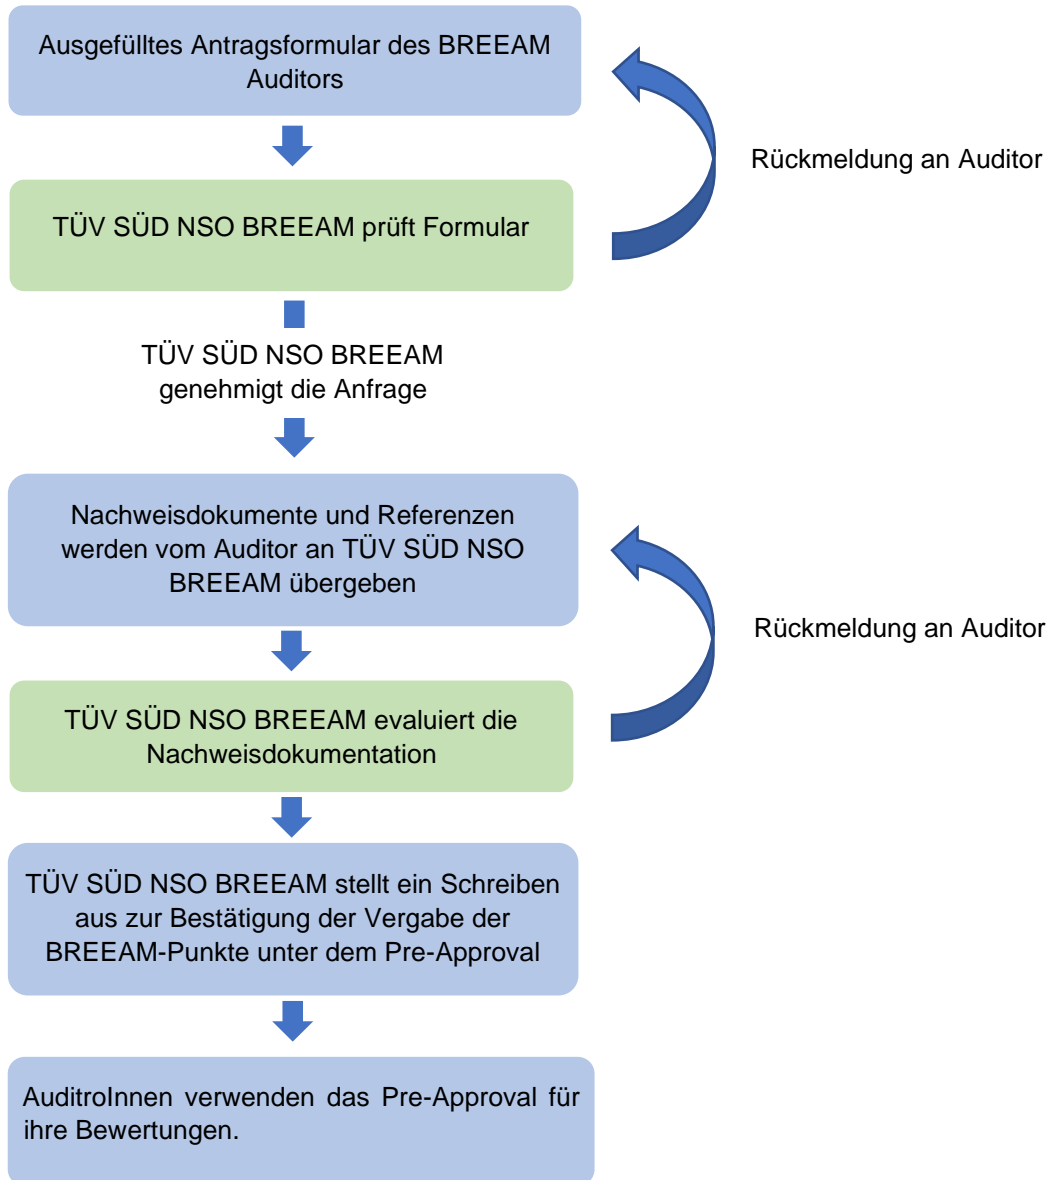 Ausgefülltes Antragsformular des BREEAM
Auditors
Rückmeldung an Auditor
TÜV SÜD NSO BREEAM prüft Formular
TÜV SÜD NSO BREEAM
genehmigt die Anfrage
Nachweisdokumente und Referenzen
werden vom Auditor an TÜV SÜD NSO
BREEAM übergeben
Rückmeldung an Auditor
TÜV SÜD NSO BREEAM evaluiert die
Nachweisdokumentation
TÜV SÜD NSO BREEAM stellt ein Schreiben
aus zur Bestätigung der Vergabe der
BREEAM-Punkte unter dem Pre-Approval
AuditroInnen verwenden das Pre-Approval für
ihre Bewertungen.